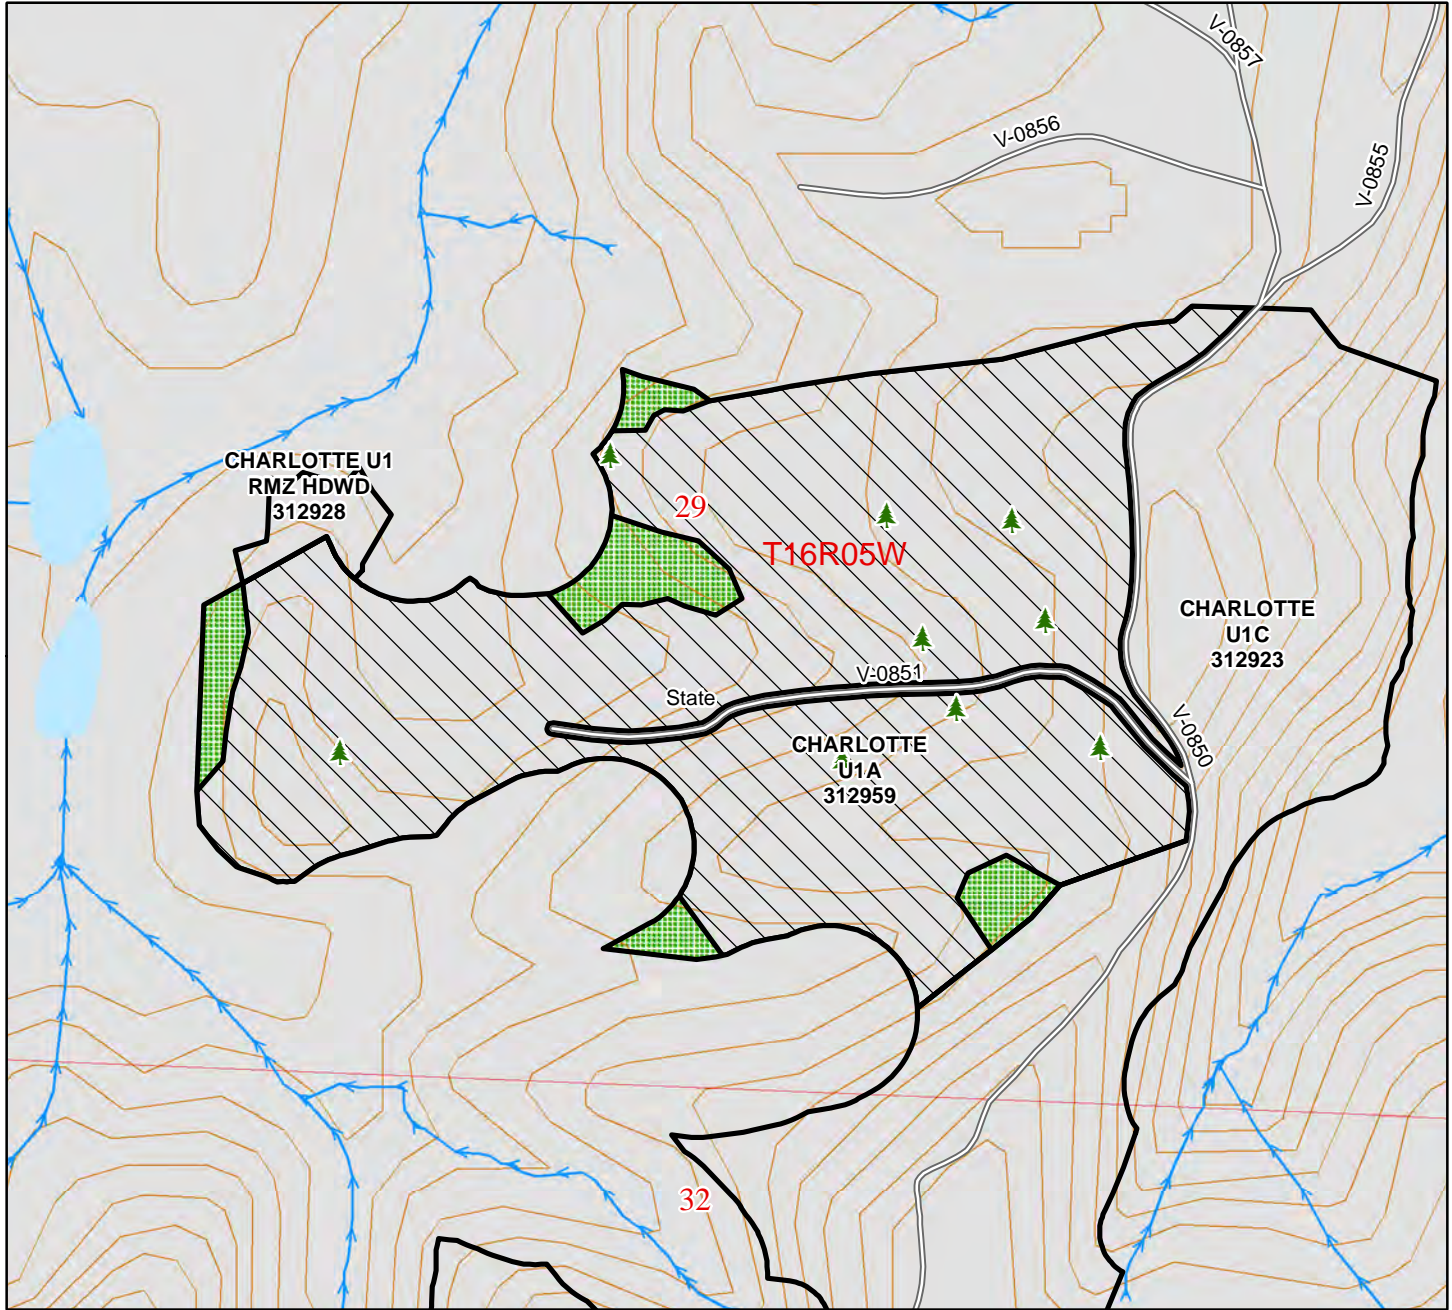 V-0857
V-0856
V-0855
CHARLOTTE U1
RMZ HDWD
312928
29
T16R05W
CHARLOTTE
U1C
312923
V-0851
State
V-0850
CHARLOTTE
U1A
312959
32